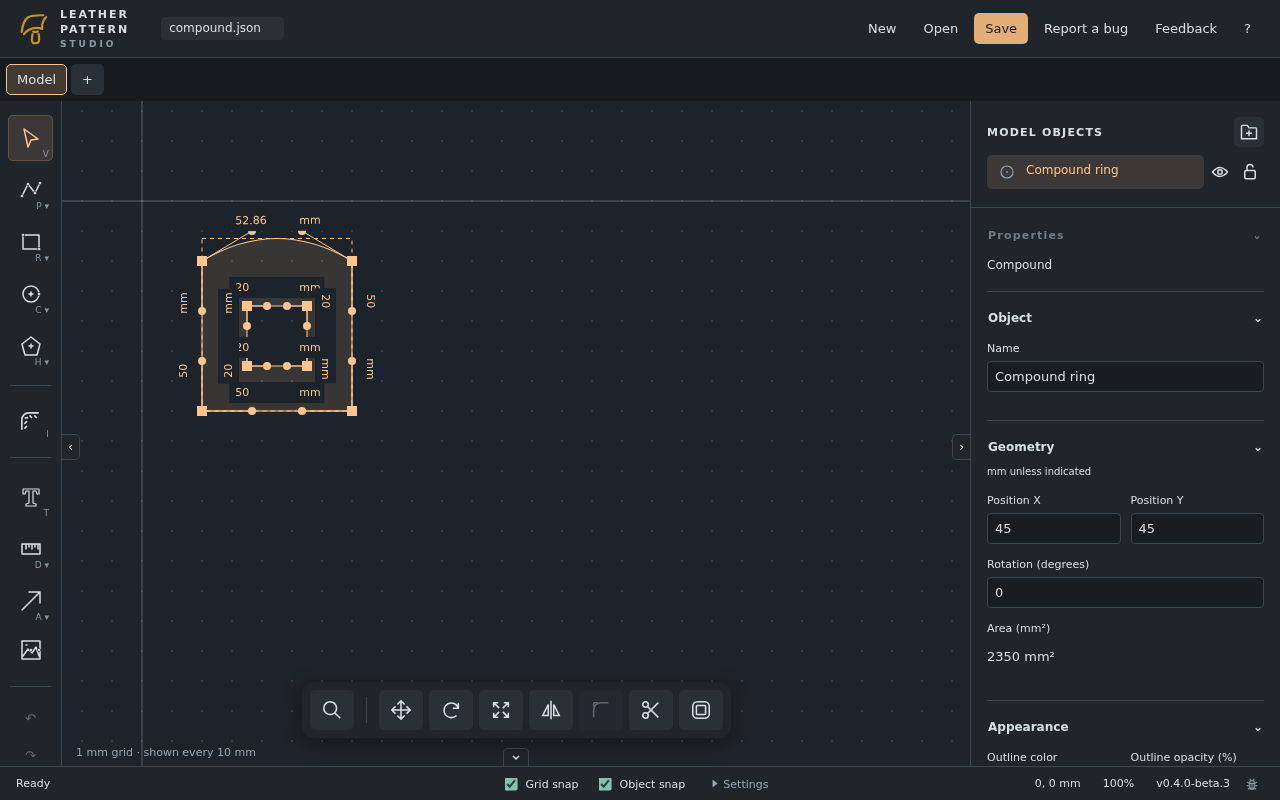 LEATHER
PATTERN
STUDIO
compound.json
New
Open
Save
Report a bug
Feedback
?
Model
+
V
P
R
C
H
I
T
D
A
52.86 mm
mm
50
20 mm
mm
20
20 mm
20
mm
50
mm
50 mm
1 mm grid · shown every 10 mm
MODEL OBJECTS
Compound ring
Properties
Compound
Object
Name
Compound ring
Geometry
mm unless indicated
Position X
Position Y
45
45
Rotation (degrees)
0
Area (mm²)
2350 mm²
Appearance
Outline color
Outline opacity (%)
Ready
Grid snap
Object snap
Settings
0, 0 mm
100%
v0.4.0-beta.3